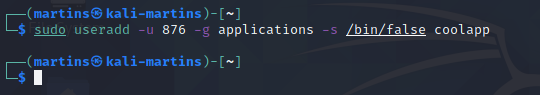 ┌──(martins㉿kali-martins)-[~]
└─$ sudo useradd -u 876 -g applications -s /bin/false coolapp
┌──(martins㉿kali-martins)-[~]
└─$